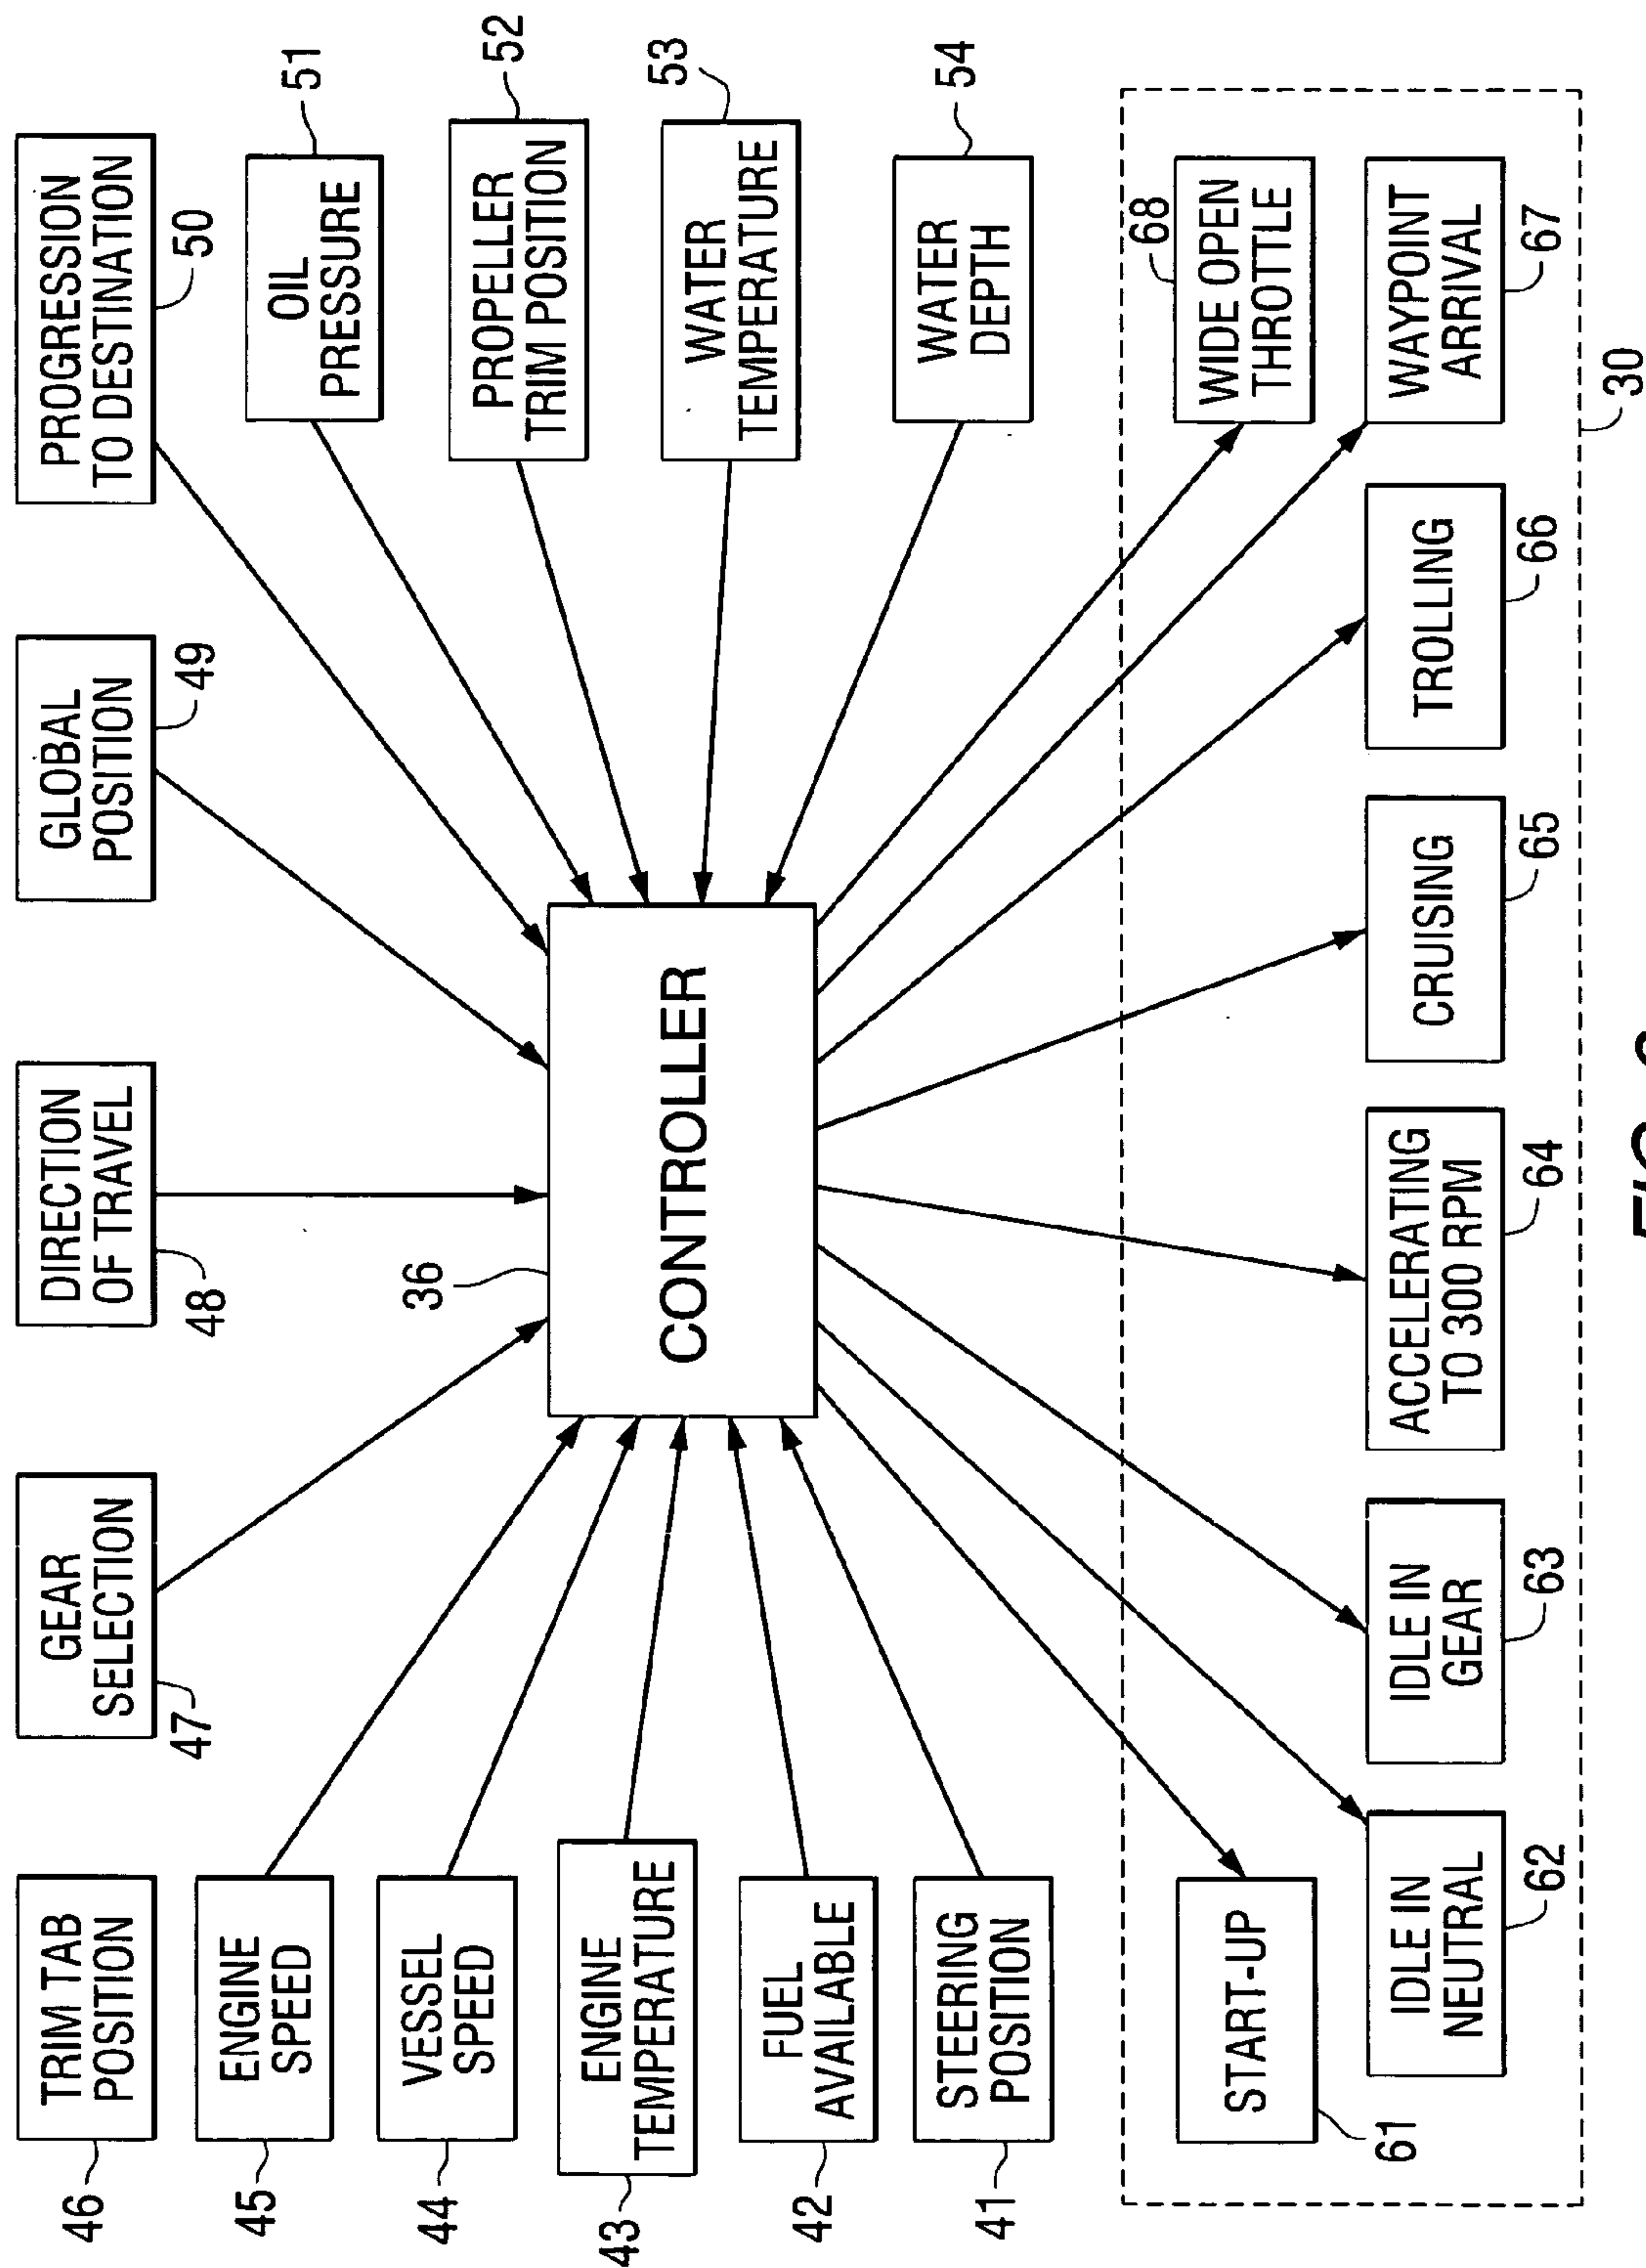 46
TRIM TAB
POSITION
GEAR
SELECTION
47
DIRECTION
OF TRAVEL
48
GLOBAL
POSITION
49
PROGRESSION
TO DESTINATION
50
45
ENGINE
SPEED
OIL
PRESSURE
51
44
VESSEL
SPEED
PROPELLER
TRIM POSITION
52
43
ENGINE
TEMPERATURE
36
CONTROLLER
WATER
TEMPERATURE
53
42
FUEL
AVAILABLE
41
STEERING
POSITION
WATER
DEPTH
54
START-UP
61
68
WIDE OPEN
THROTTLE
IDLE IN
NEUTRAL
62
IDLE IN
GEAR
63
ACCELERATING
TO 300 RPM
64
CRUISING
65
TROLLING
66
WAYPOINT
ARRIVAL
67
30
FIG.